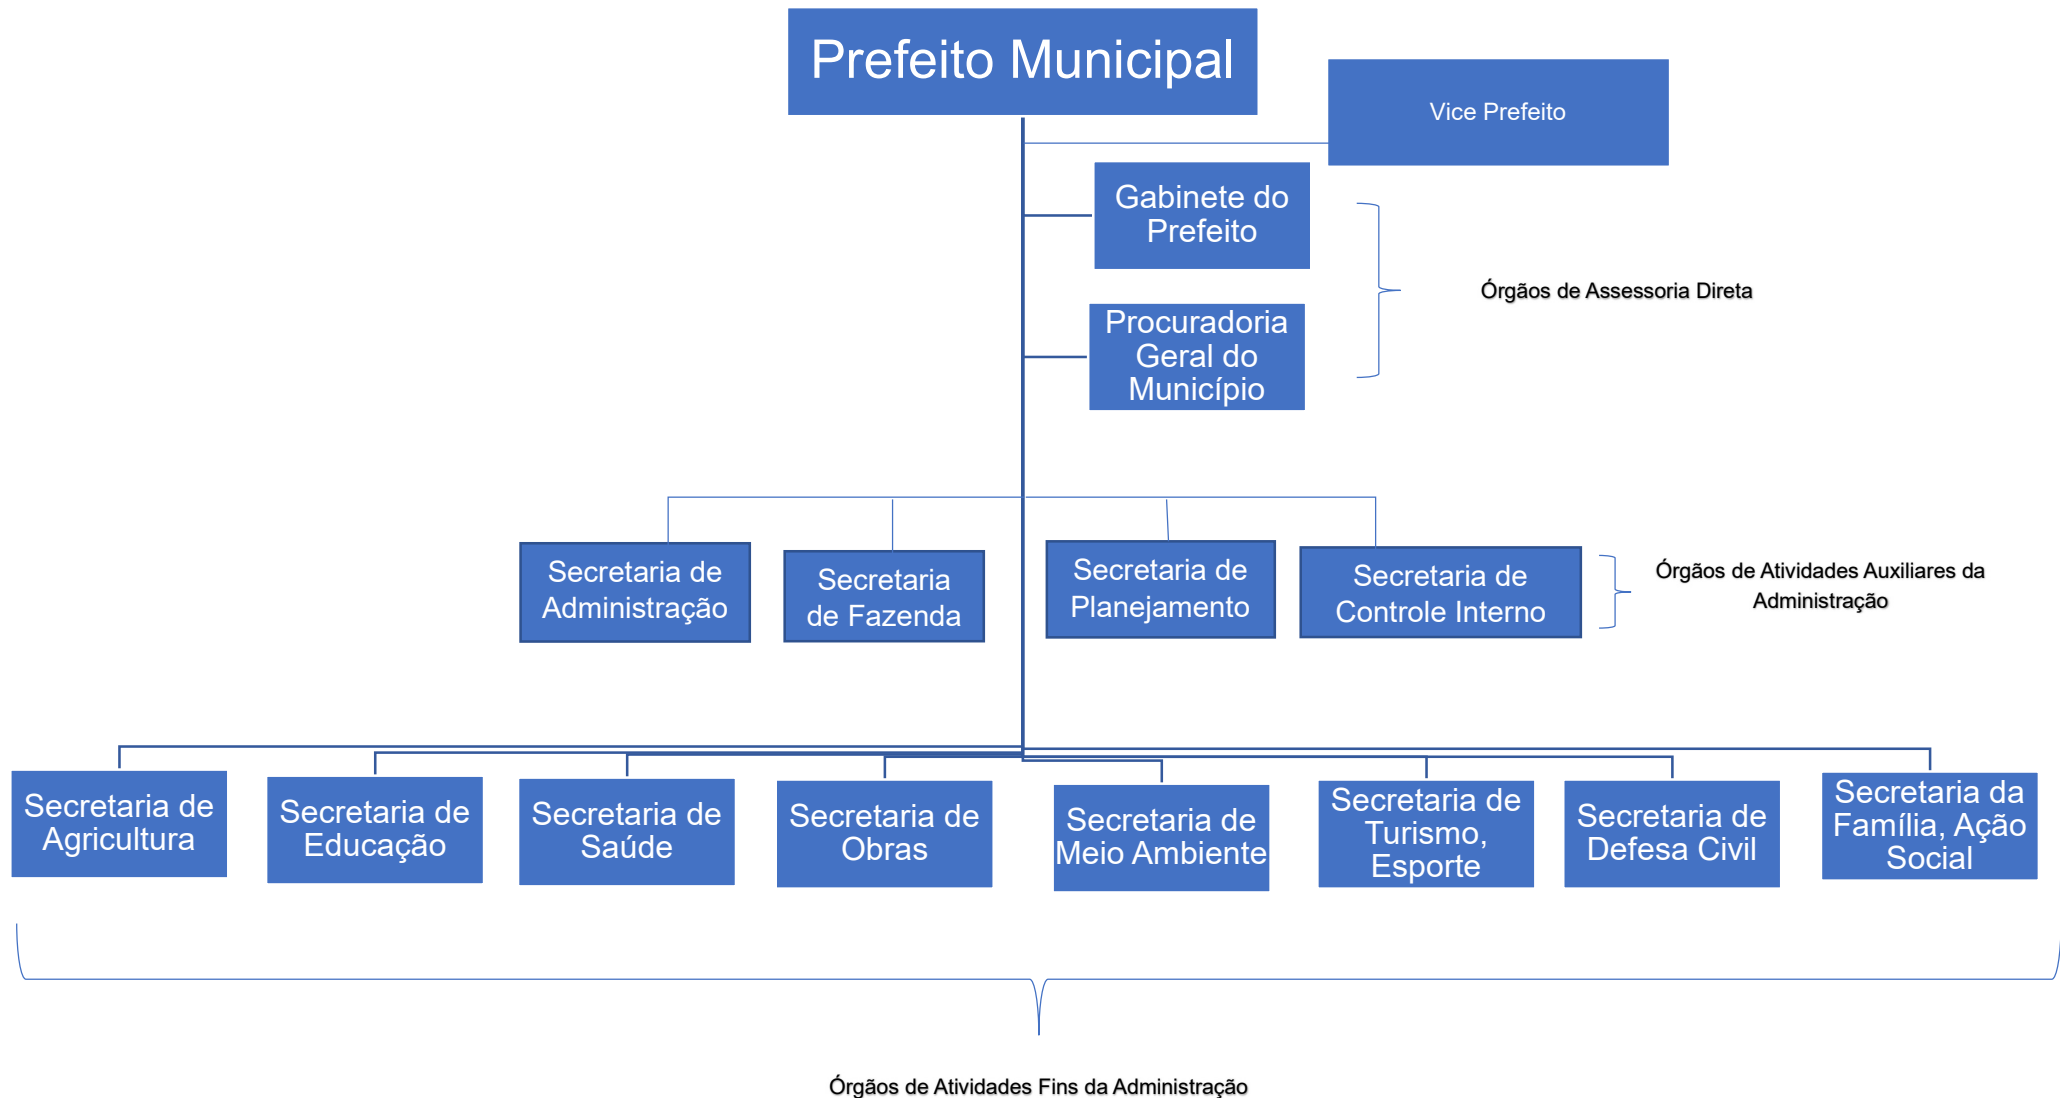 Prefeito Municipal
Vice Prefeito
Gabinete do
Prefeito
Órgãos de Assessoria Direta
Procuradoria
Geral do
Município
Secretaria de
Administração
Secretaria
de Fazenda
Secretaria de
Planejamento
Secretaria de
Controle Interno
Órgãos de Atividades Auxiliares da
Administração
Secretaria de
Agricultura
Secretaria de
Educação
Secretaria de
Saúde
Secretaria de
Obras
Secretaria de
Meio Ambiente
Secretaria de
Turismo,
Esporte
Secretaria de
Defesa Civil
Secretaria da
Família, Ação
Social
Órgãos de Atividades Fins da Administração